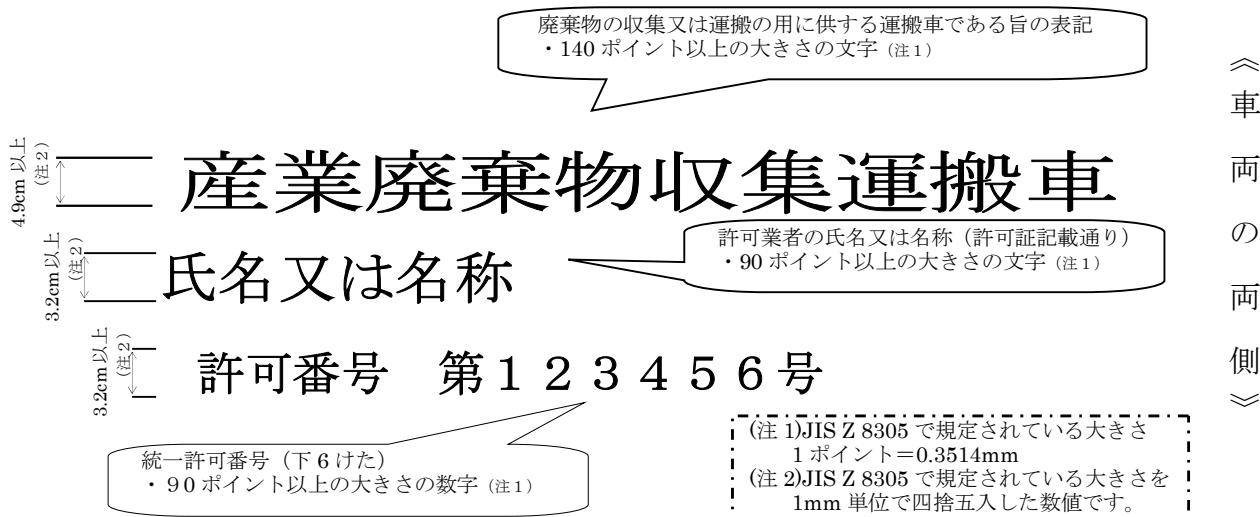 廃棄物の収集又は運搬の用に供する運搬車である旨の表記
・140 ポイント以上の大きさの文字（注１）
4.9cm 以上
（注２）
産業廃棄物収集運搬車
許可業者の氏名又は名称（許可証記載通り）
・90 ポイント以上の大きさの文字（注１）
3.2cm 以上
（注２）
氏名又は名称
3.2cm 以上
（注２）
許可番号　第１２３４５６号
統一許可番号（下 6 けた）
・９0 ポイント以上の大きさの数字（注１）
(注 1)JIS Z 8305 で規定されている大きさ
1 ポイント＝0.3514mm
(注 2)JIS Z 8305 で規定されている大きさを
1mm 単位で四捨五入した数値です。
《車両の両側》